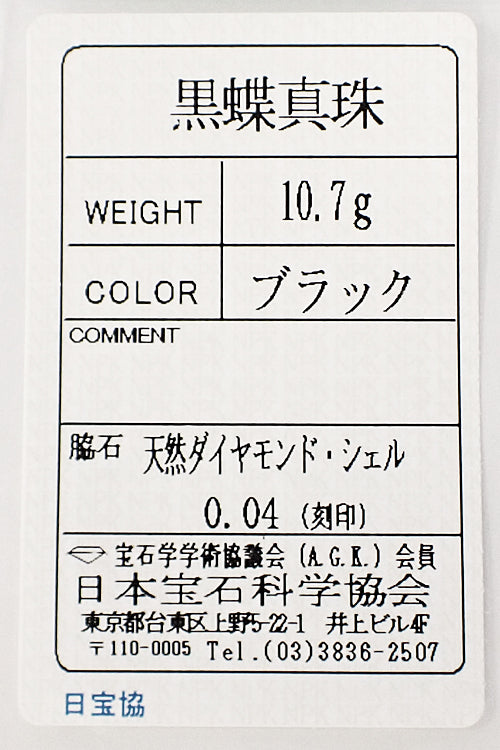 黒蝶真珠
WEIGHT 10.7g
COLOR ブラック
COMMENT
脇石 天然ダイヤモンド・シェル
0.04 (刻印)
宝石学学術協議会 (A.G.K.) 会員
日本宝石科学協会
東京都台東区上野5-22-1 井上ビル4F
〒110-0005 Tel.(03)3836-2507
日宝協